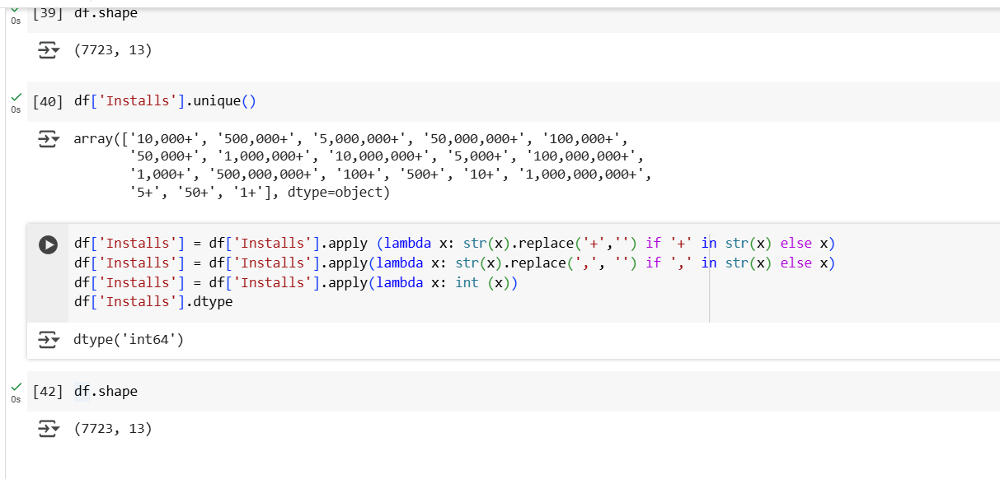 [39] df.shape
0s
(7723, 13)
[40] df['Installs'].unique()
0s
array(['10,000+', '500,000+', '5,000,000+', '50,000,000+', '100,000+',
'50,000+', '1,000,000+', '10,000,000+', '5,000+', '100,000,000+',
'1,000+', '500,000,000+', '100+', '500+', '10+', '1,000,000,000+',
'5+', '50+', '1+'], dtype=object)
df['Installs'] = df['Installs'].apply (lambda x: str(x).replace('+','') if '+' in str(x) else x)
df['Installs'] = df['Installs'].apply(lambda x: str(x).replace(',', '') if ',' in str(x) else x)
df['Installs'] = df['Installs'].apply(lambda x: int (x))
df['Installs'].dtype
dtype('int64')
[42] df.shape
0s
(7723, 13)